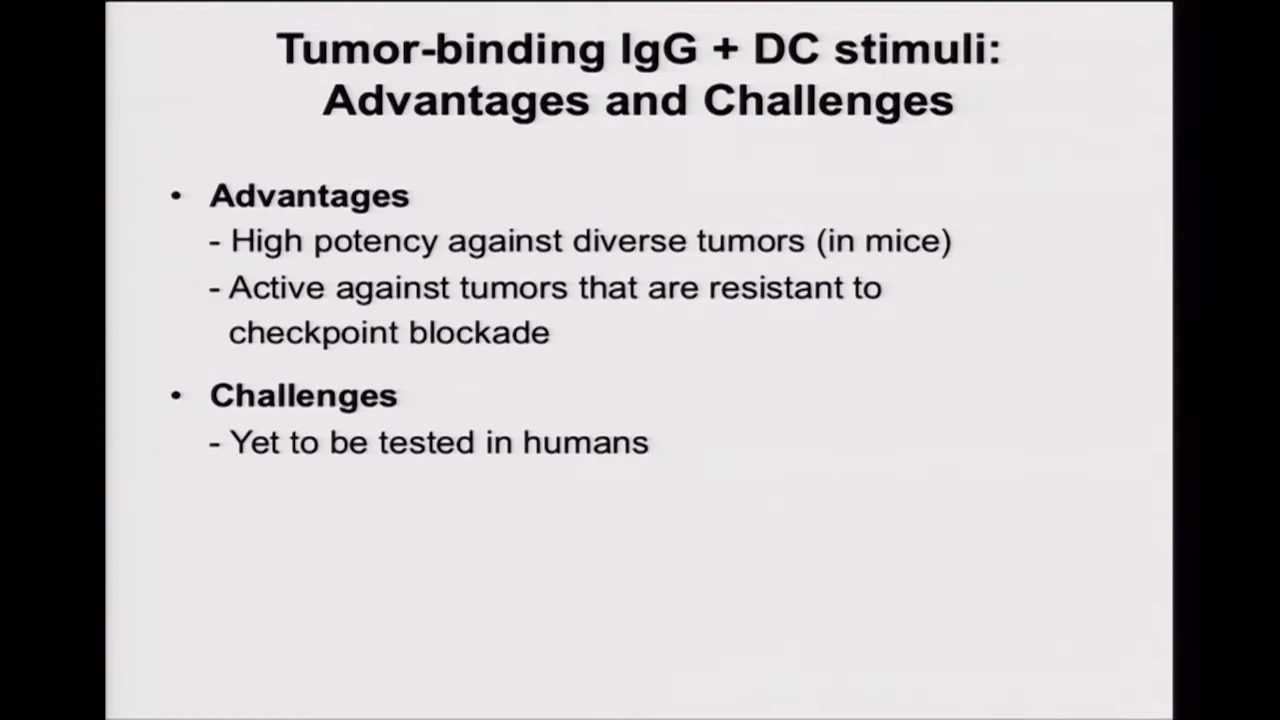 Tumor-binding IgG + DC stimuli:
Advantages and Challenges
• Advantages
- High potency against diverse tumors (in mice)
- Active against tumors that are resistant to
checkpoint blockade
• Challenges
- Yet to be tested in humans